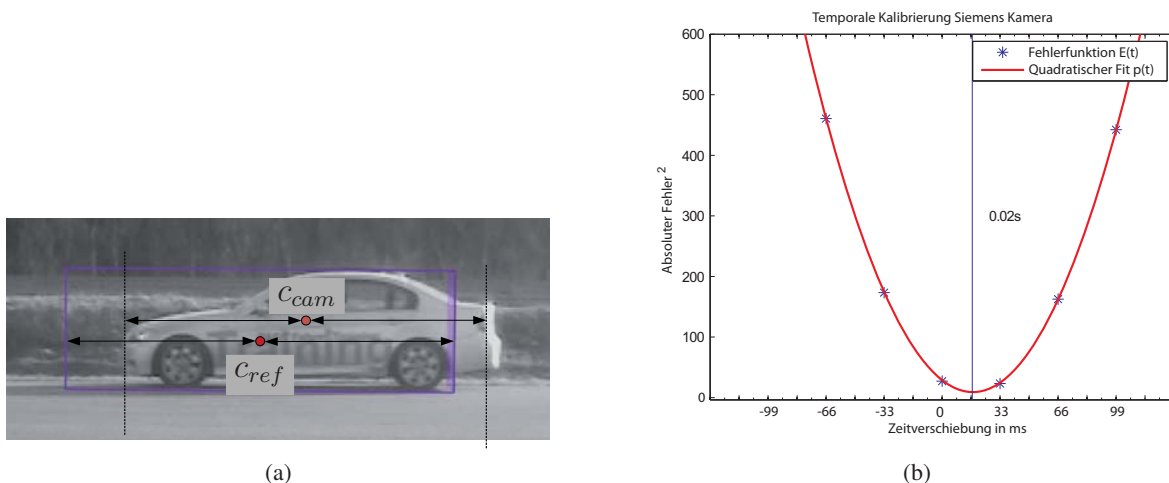 c_cam
c_ref
(a)
Temporale Kalibrierung Siemens Kamera
Fehlerfunktion E(t)
Quadratischer Fit p(t)
600
500
400
300
200
100
0
Absoluter Fehler ²
0.02s
-99 -66 -33 0 33 66 99
Zeitverschiebung in ms
(b)